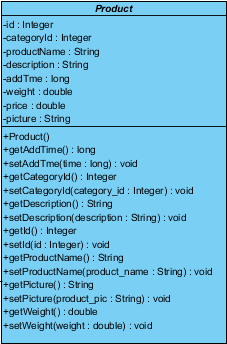 Product
-id : Integer
-categoryId : Integer
-productName : String
-description : String
-addTme : long
-weight : double
-price : double
-picture : String
+Product()
+getAddTime() : long
+setAddTme(time : long) : void
+getCategoryId() : Integer
+setCategoryId(category_id : Integer) : void
+getDescription() : String
+setDescription(description : String) : void
+getId() : Integer
+setId(id : Integer) : void
+getProductName() : String
+setProductName(product_name : String) : void
+getPicture() : String
+setPicture(product_pic : String) : void
+getWeight() : double
+setWeight(weight : double) : void